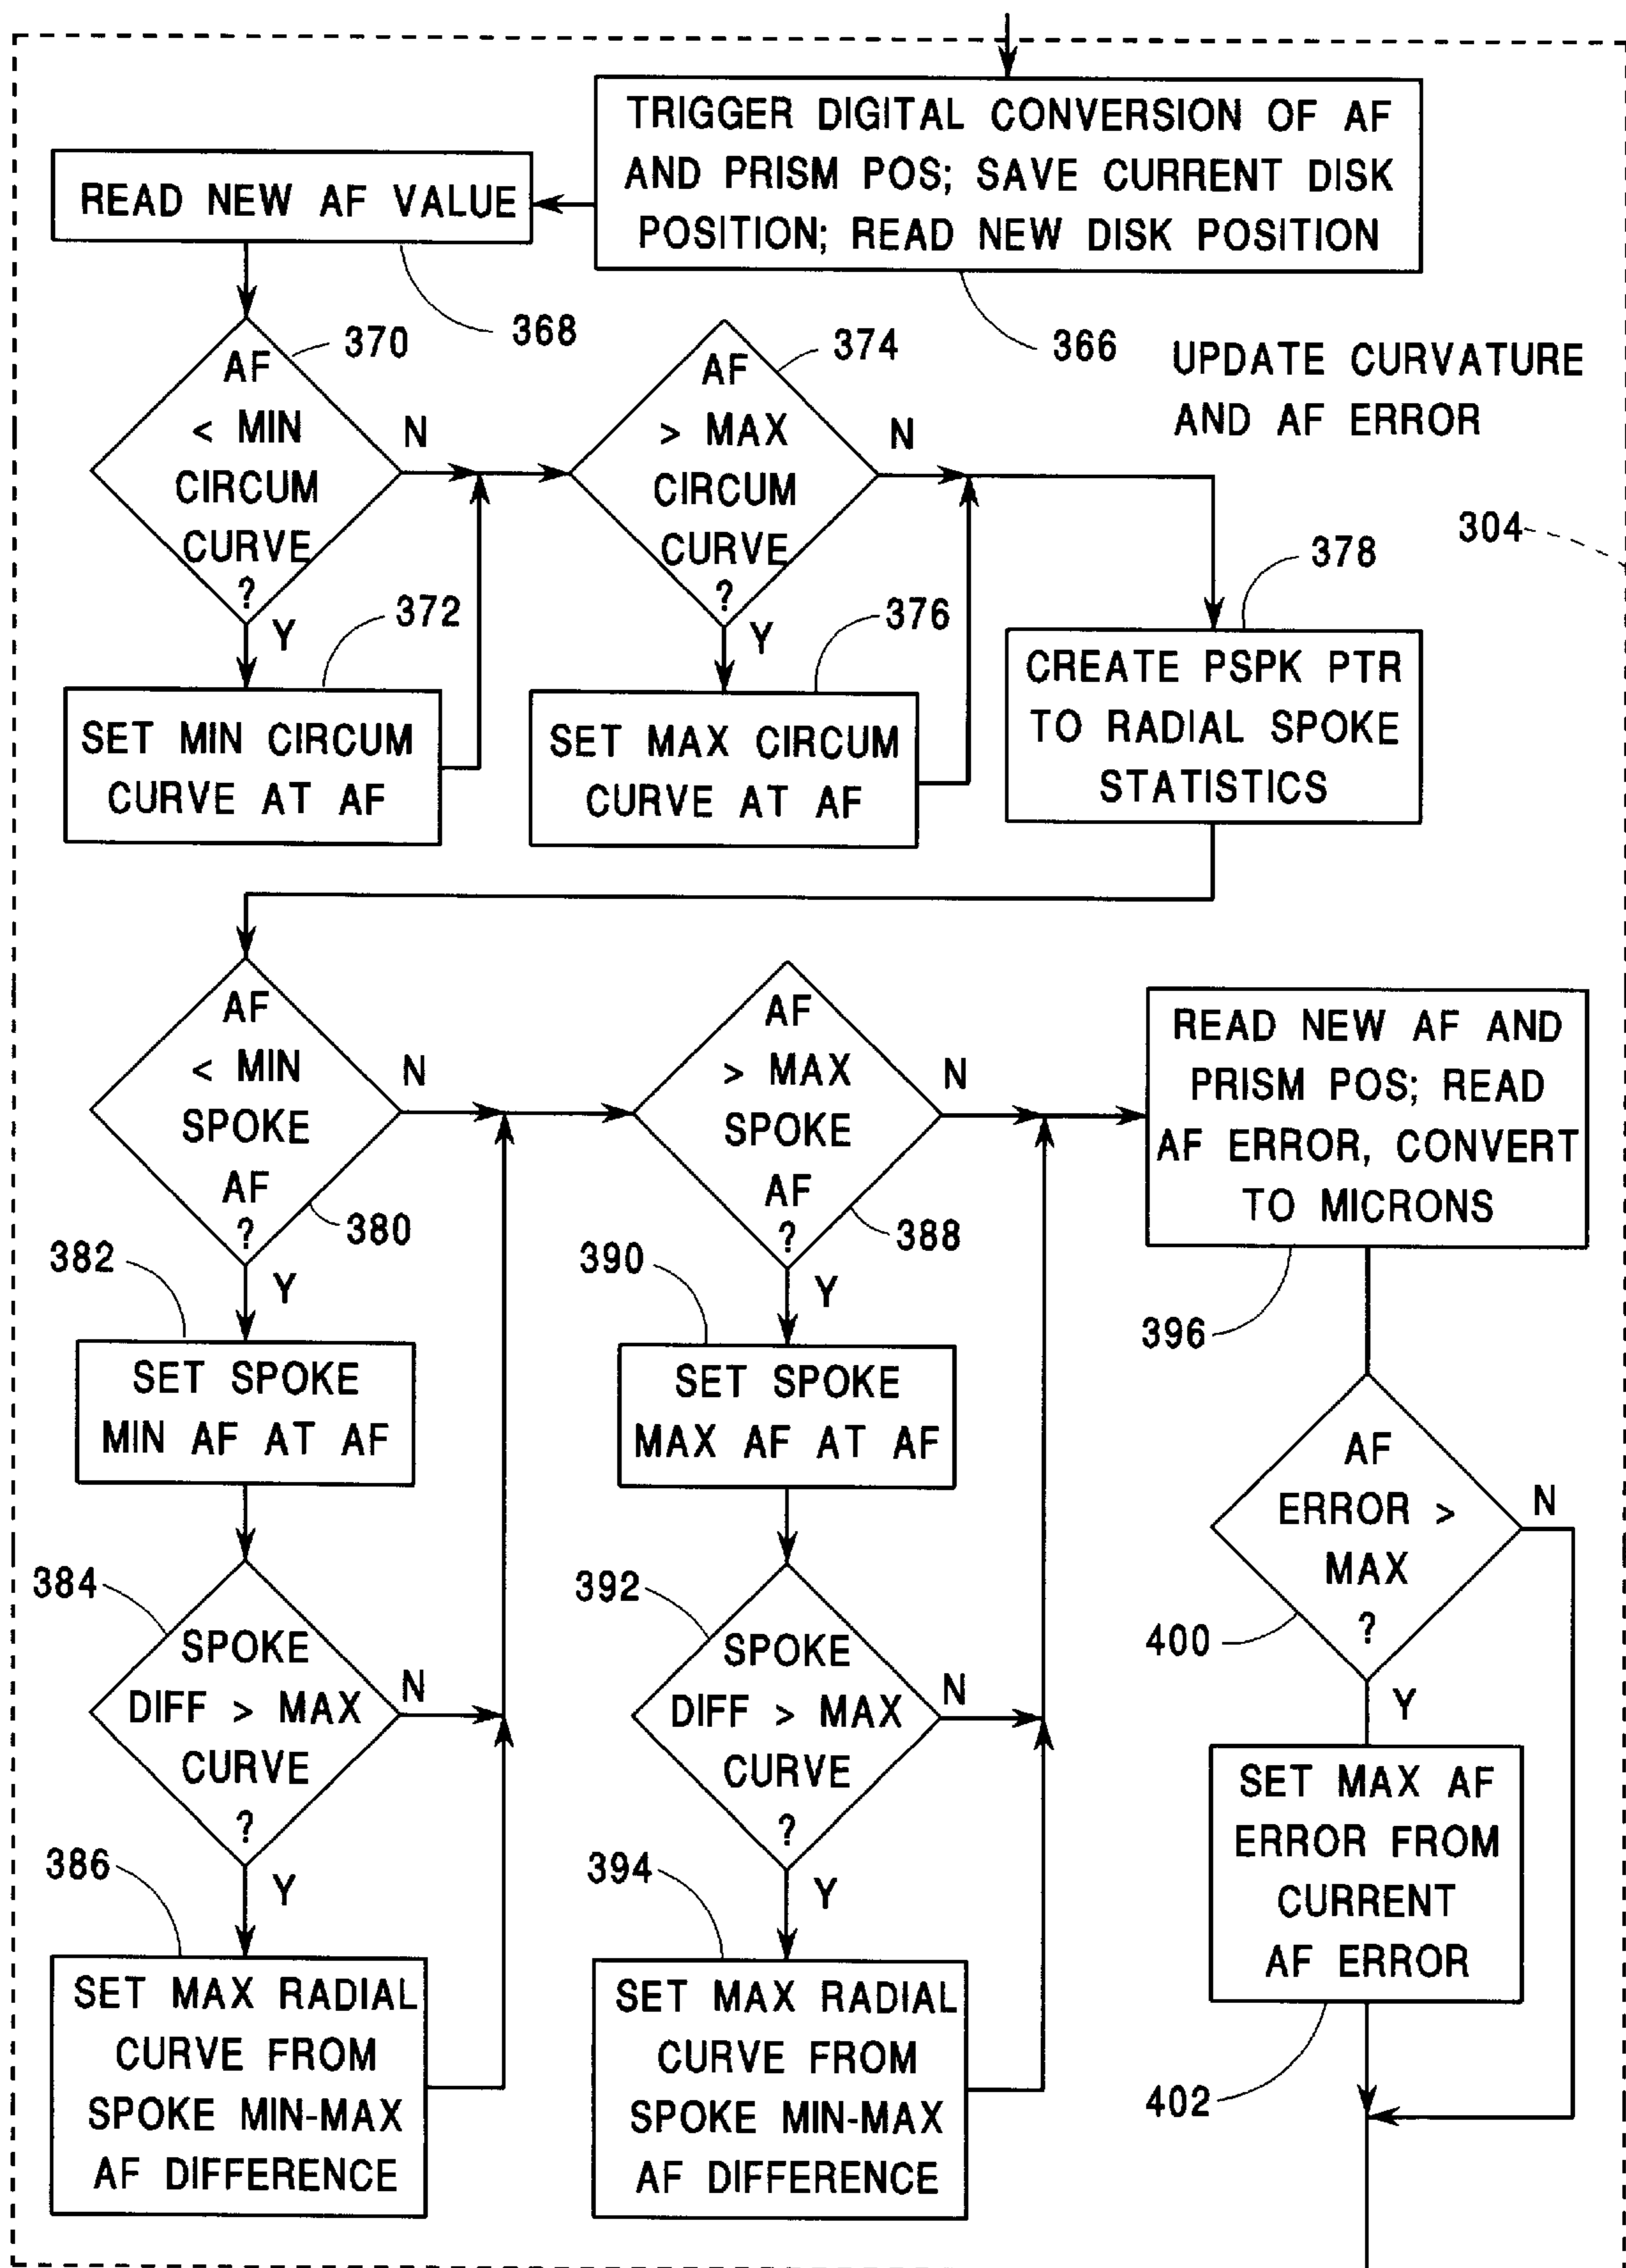 TRIGGER DIGITAL CONVERSION OF AF
AND PRISM POS; SAVE CURRENT DISK
POSITION; READ NEW DISK POSITION
366
READ NEW AF VALUE
368
UPDATE CURVATURE
AND AF ERROR
304
AF
< MIN
CIRCUM
CURVE
?
370
N
Y
372
SET MIN CIRCUM
CURVE AT AF
AF
> MAX
CIRCUM
CURVE
?
374
N
Y
376
SET MAX CIRCUM
CURVE AT AF
378
CREATE PSPK PTR
TO RADIAL SPOKE
STATISTICS
AF
< MIN
SPOKE
AF
?
380
N
Y
382
SET SPOKE
MIN AF AT AF
384
SPOKE
DIFF > MAX
CURVE
?
N
Y
386
SET MAX RADIAL
CURVE FROM
SPOKE MIN-MAX
AF DIFFERENCE
AF
> MAX
SPOKE
AF
?
388
N
Y
390
SET SPOKE
MAX AF AT AF
392
SPOKE
DIFF > MAX
CURVE
?
N
Y
394
SET MAX RADIAL
CURVE FROM
SPOKE MIN-MAX
AF DIFFERENCE
READ NEW AF AND
PRISM POS; READ
AF ERROR, CONVERT
TO MICRONS
396
AF
ERROR >
MAX
?
400
N
Y
SET MAX AF
ERROR FROM
CURRENT
AF ERROR
402